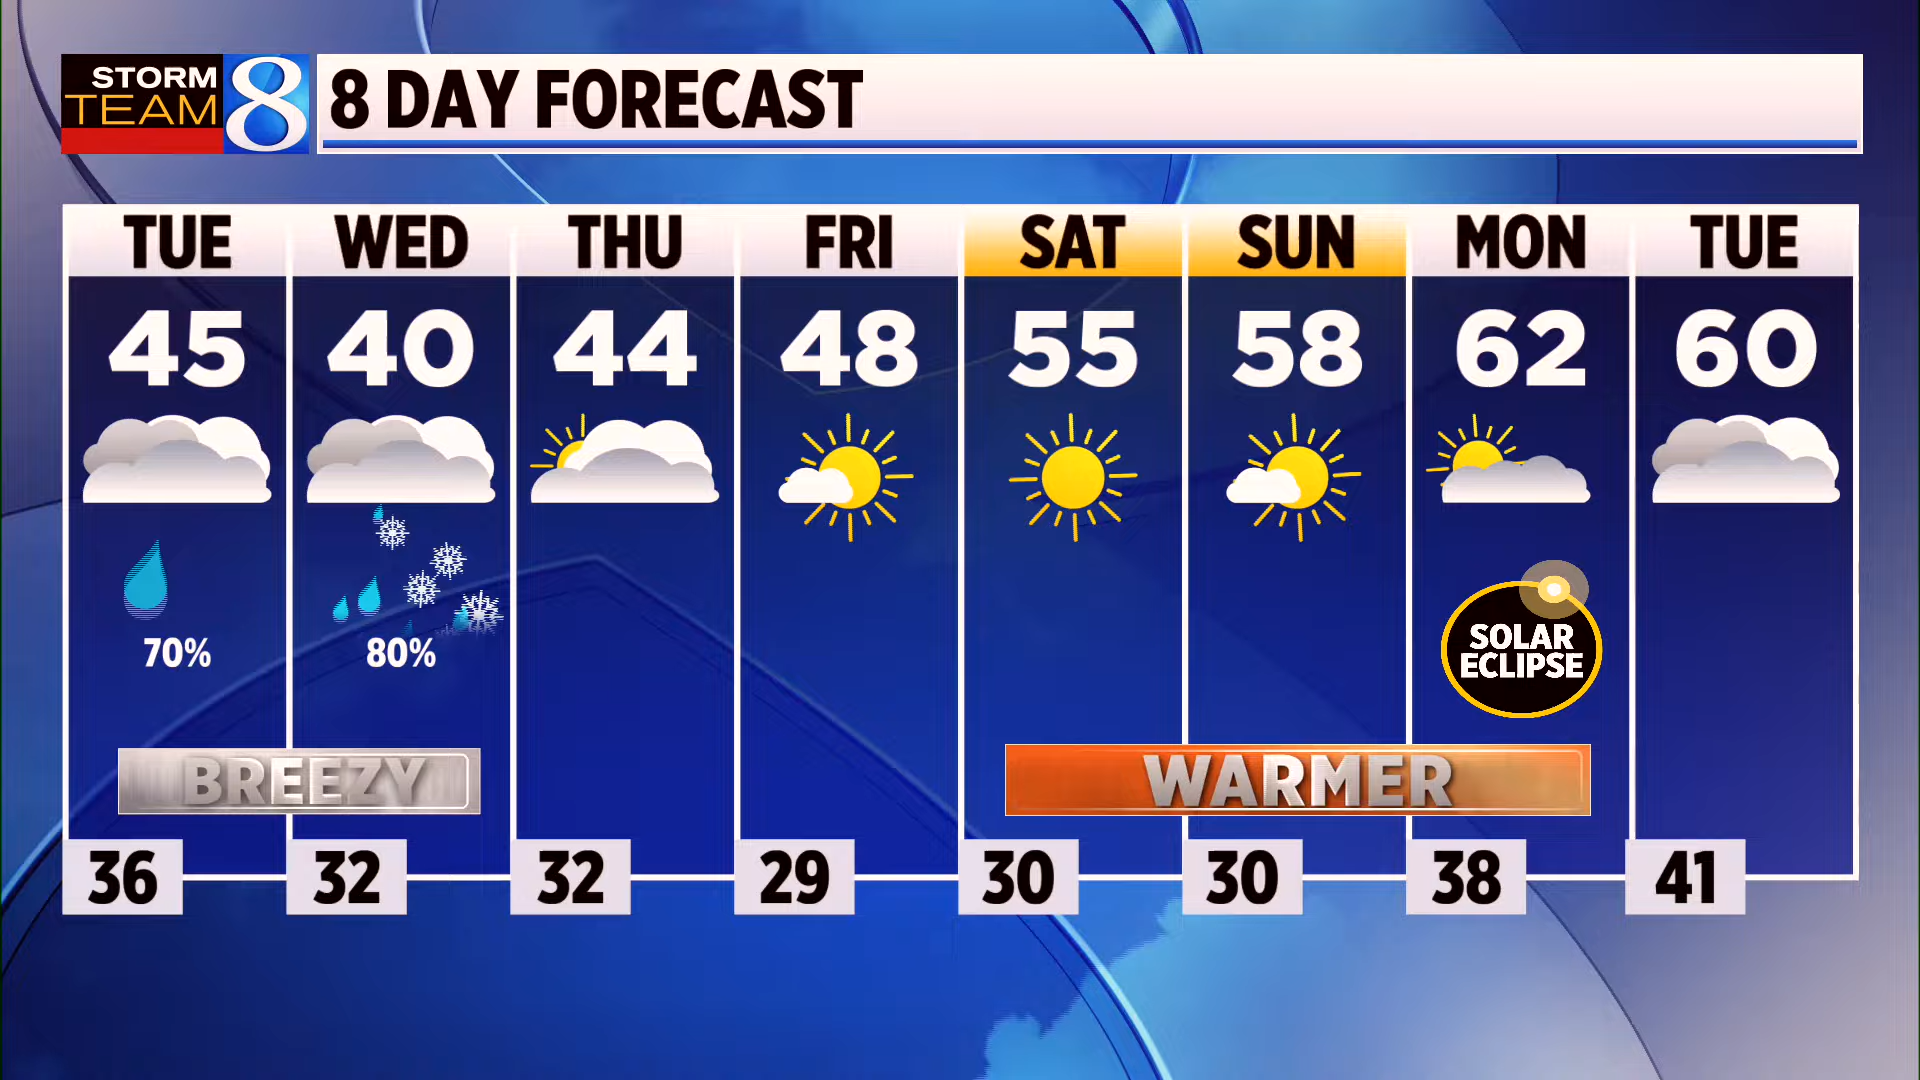 STORM
TEAM
8
8 DAY FORECAST
TUE WED THU FRI SAT SUN MON TUE
45 40 44 48 55 58 62 60
SOLAR
ECLIPSE
70% 80%
BREEZY WARMER
36 32 32 29 30 30 38 41